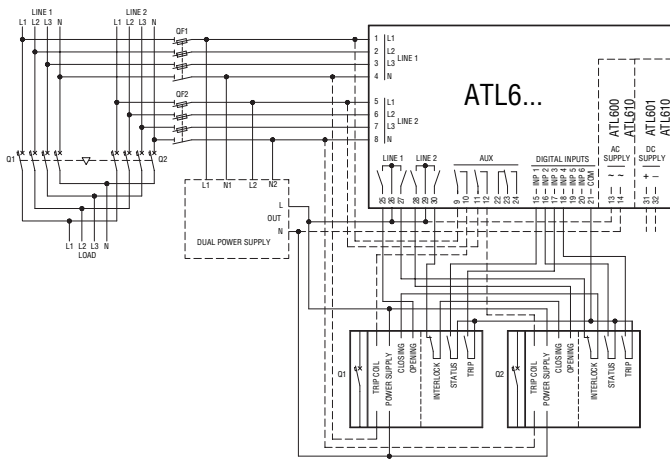 LINE 1
L1 L2 L3 N
LINE 2
L1 L2 L3 N
QF1
QF2
Q1
Q2
L1 L2 L3 N
LOAD
L1 N1 L2 N2
L
OUT
N
DUAL POWER SUPPLY
1 L1
2 L2
3 L3
4 N
LINE 1
5 L1
6 L2
7 L3
8 N
LINE 2
ATL6...
ATL600
ATL610
ATL601
ATL610
AC
SUPPLY
~ ~
DC
SUPPLY
+ –
LINE 1
LINE 2
AUX
DIGITAL INPUTS
INP 1
INP 2
INP 3
INP 4
INP 5
INP 6
COM
25 26 27 28 29 30 9 10 11 12 22 23 24 15 16 17 18 19 20 21 13 14 31 32
Q1
TRIP COIL
POWER SUPPLY
CLOSING
OPENING
INTERLOCK
STATUS
TRIP
Q2
TRIP COIL
POWER SUPPLY
CLOSING
OPENING
INTERLOCK
STATUS
TRIP